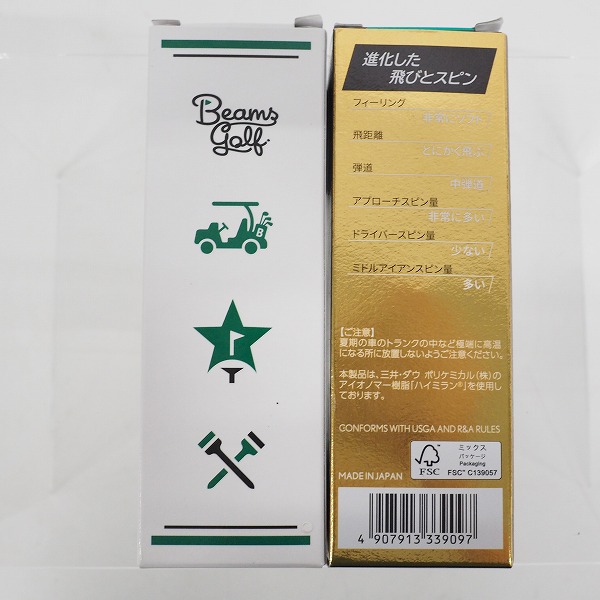 Beams
Golf
B
1
進化した
飛びとスピン
フィーリング
非常にソフト
飛距離
とにかく飛ぶ
弾道
中弾道
アプローチスピン量
非常に多い
ドライバースピン量
少ない
ミドルアイアンスピン量
多い
【ご注意】
夏期の車のトランクの中など極端に高温
になる所に放置しないようご注意ください。
本製品は、三井・ダウ ポリケミカル(株)の
アイオノマー樹脂「ハイミラン®」を使用し
ております。
CONFORMS WITH USGA AND R&A RULES
MADE IN JAPAN
FSC
ミックス
パッケージ
Packaging
FSC™ C139057
4 907913 339097